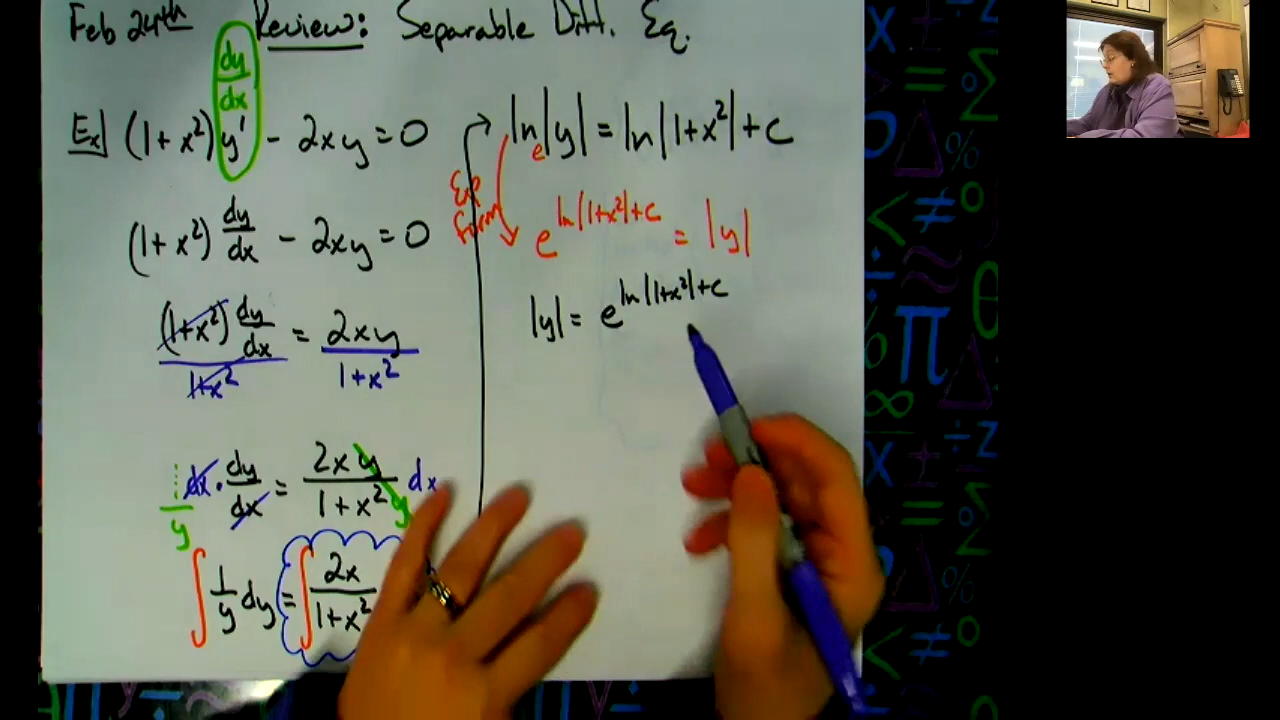 Feb 24th Review: Separable Diff. Eq.
dy/dx
Ex) (1+x²)y' - 2xy = 0
(1+x²) dy/dx - 2xy = 0
(1+x²) dy/dx / 1+x² = 2xy / 1+x²
1/y dx · dy/dx = 2xy / 1+x² dx y
∫ 1/y dy = ∫ 2x / 1+x²
ln|y| = ln|1+x²| + C
e
Exp form
e^ln|1+x²|+C = |y|
|y| = e^ln|1+x²|+C